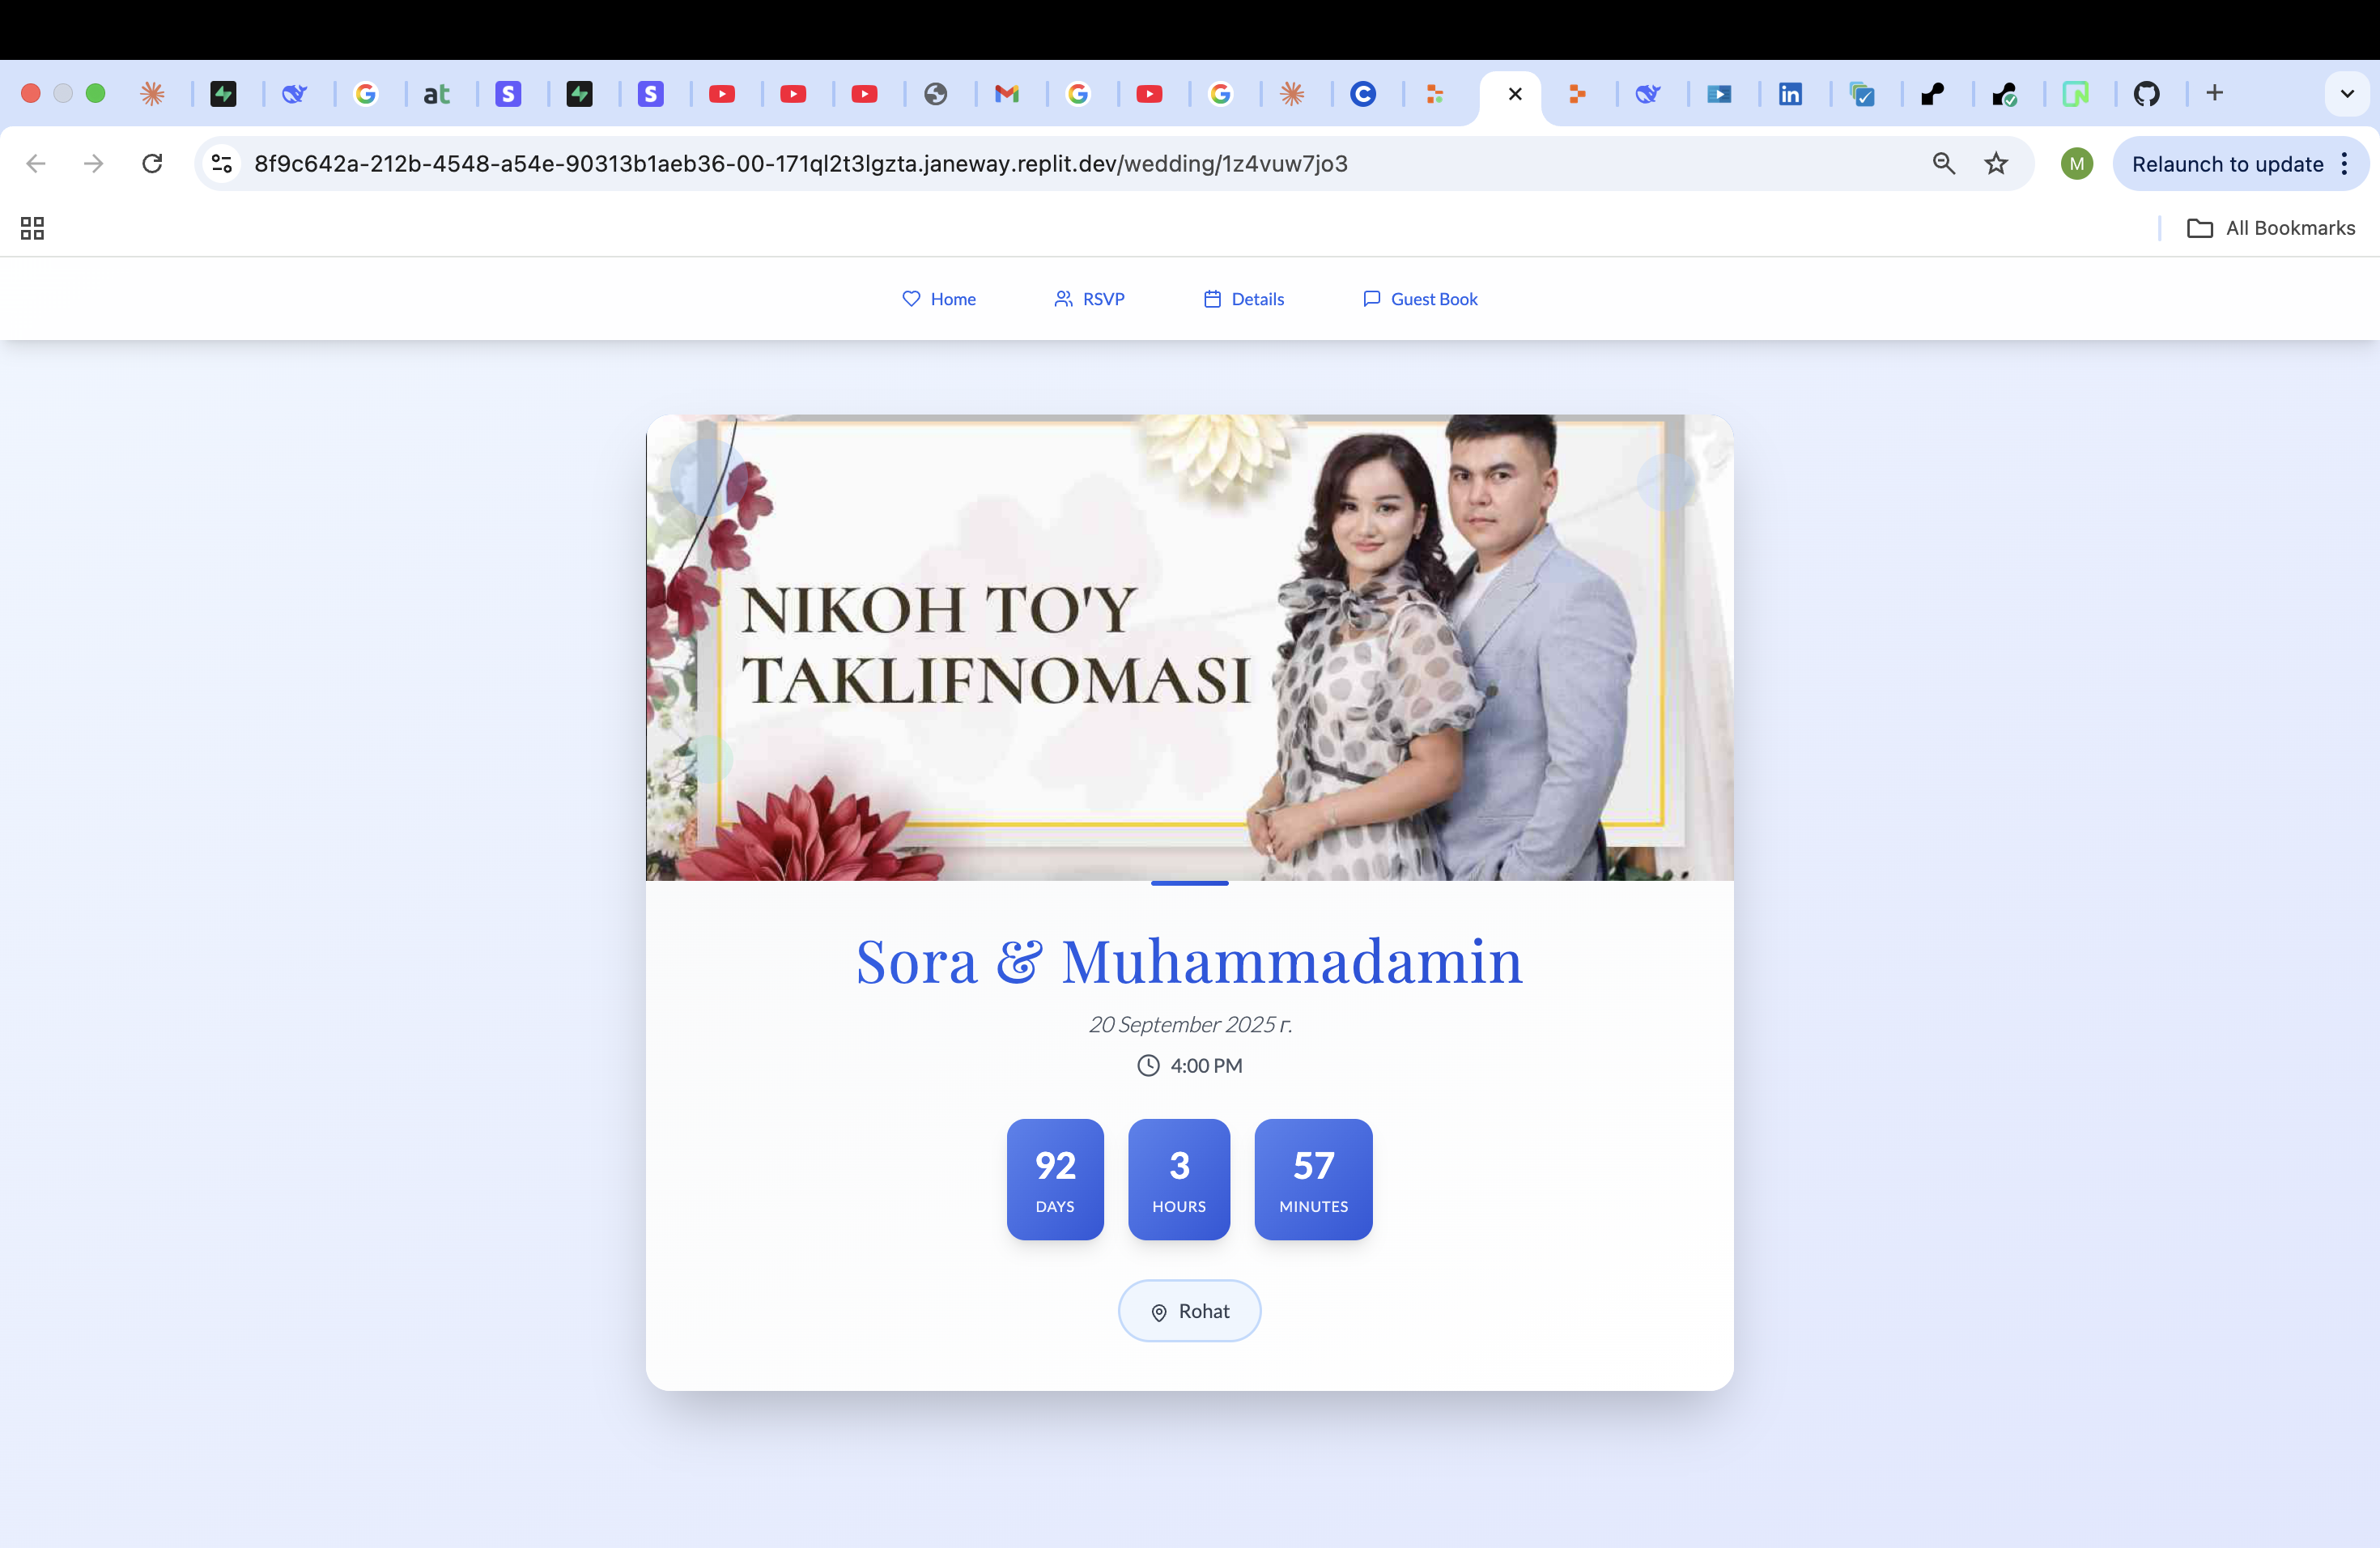 at
S
S
C
in
N
8f9c642a-212b-4548-a54e-90313b1aeb36-00-171ql2t3lgzta.janeway.replit.dev/wedding/1z4vuw7jo3
M
Relaunch to update
All Bookmarks
Home
RSVP
Details
Guest Book
NIKOH TO'Y
TAKLIFNOMASI
Sora & Muhammadamin
20 September 2025 г.
4:00 PM
92
DAYS
3
HOURS
57
MINUTES
Rohat